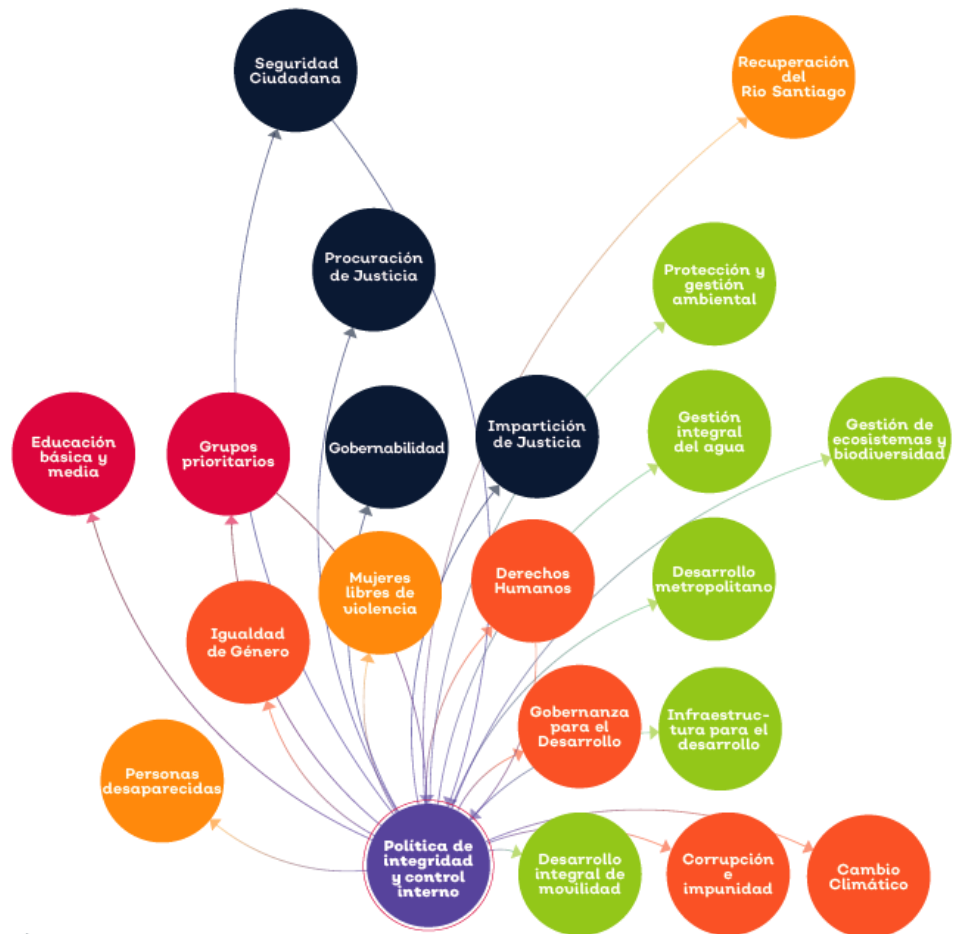 Seguridad
Ciudadana
Recuperación
del
Rio Santiago
Procuración
de Justicia
Protección y
gestión
ambiental
Educación
básica y
media
Grupos
prioritarios
Gobernabilidad
Impartición
de Justicia
Gestión
integral
del agua
Gestión de
ecosistemas y
biodiversidad
Mujeres
libres de
violencia
Derechos
Humanos
Desarrollo
metropolitano
Igualdad
de Género
Gobernanza
para el
Desarrollo
Infraestruc-
tura para el
desarrollo
Personas
desaparecidas
Política de
integridad
y control
interno
Desarrollo
integral de
movilidad
Corrupción
e
impunidad
Cambio
Climático